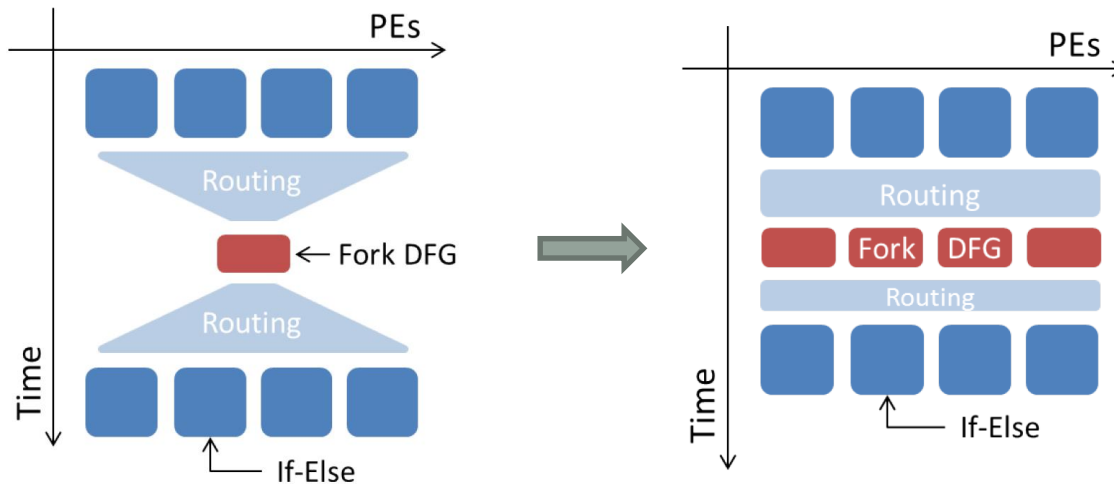 PEs
Routing
Fork DFG
Routing
Time
If-Else
PEs
Routing
Fork DFG
Routing
Time
If-Else